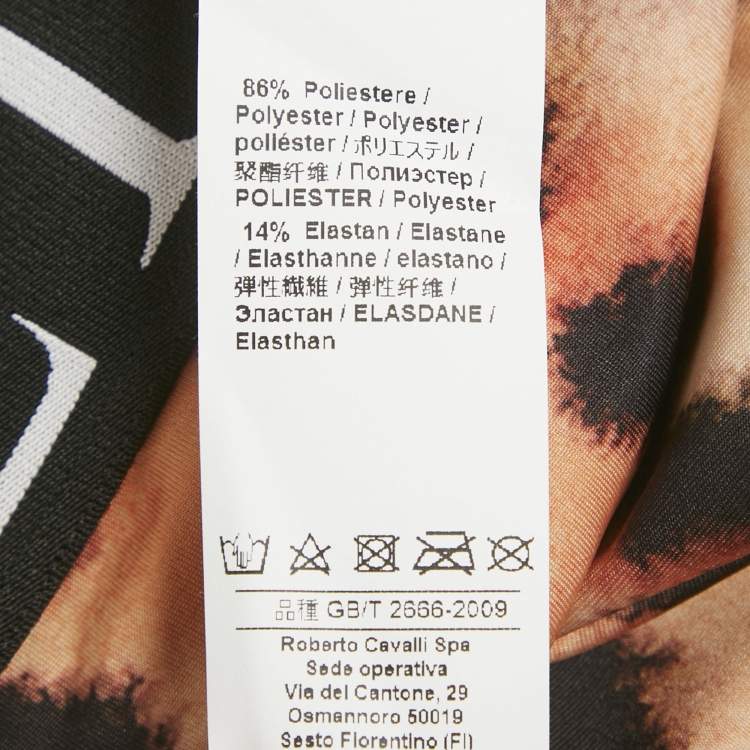 86% Poliestere /
Polyester / Polyester /
poliéster / ポリエステル /
聚酯纤维 / Полиэстер /
POLIESTER / Polyester
14% Elastan / Elastane
/ Elasthanne / elastano /
弾性繊維 / 弹性纤维 /
Эластан / ELASDANE /
Elasthan
品種 GB/T 2666-2009
Roberto Cavalli Spa
Sede operativa
Via del Cantone, 29
Osmannoro 50019
Sesto Fiorentino (FI)